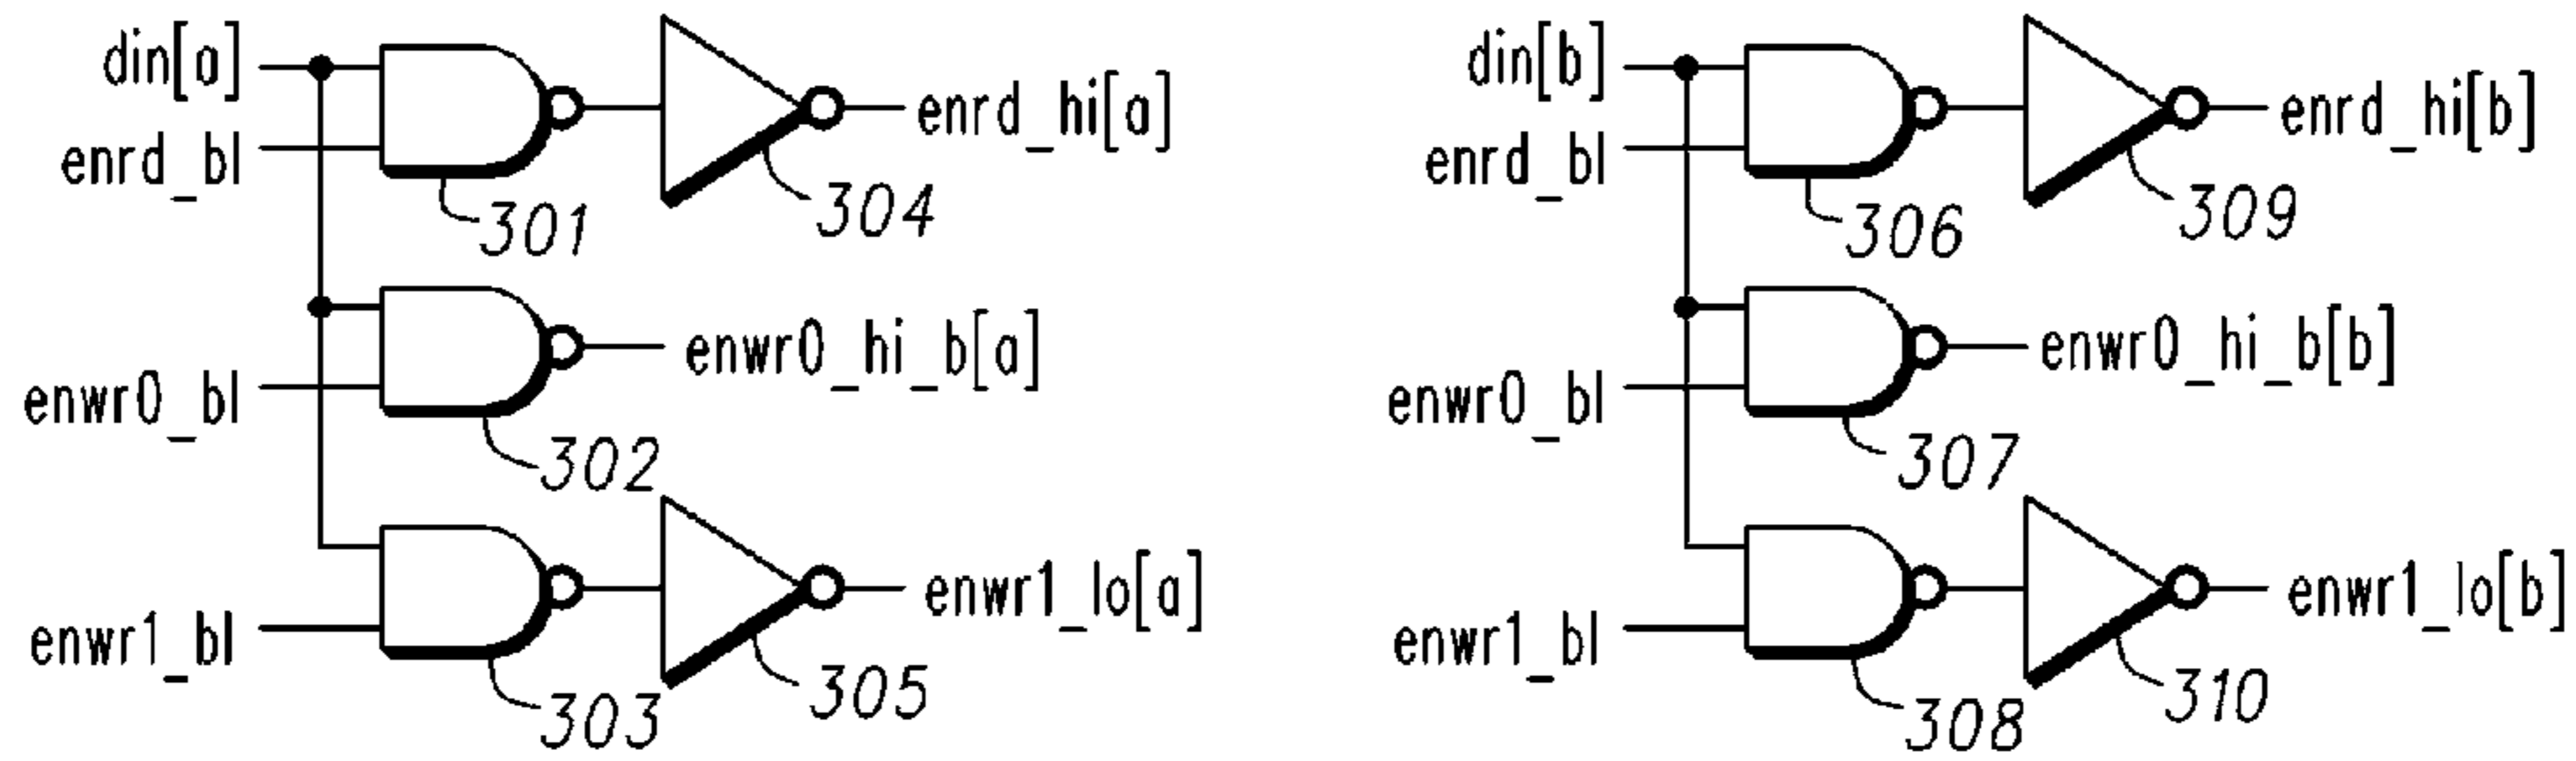 din[a]
enrd_bl
enrd_hi[a]
301
304
enwr0_bl
enwr0_hi_b[a]
302
enwr1_bl
enwr1_lo[a]
303
305
din[b]
enrd_bl
enrd_hi[b]
306
309
enwr0_bl
enwr0_hi_b[b]
307
enwr1_bl
enwr1_lo[b]
308
310